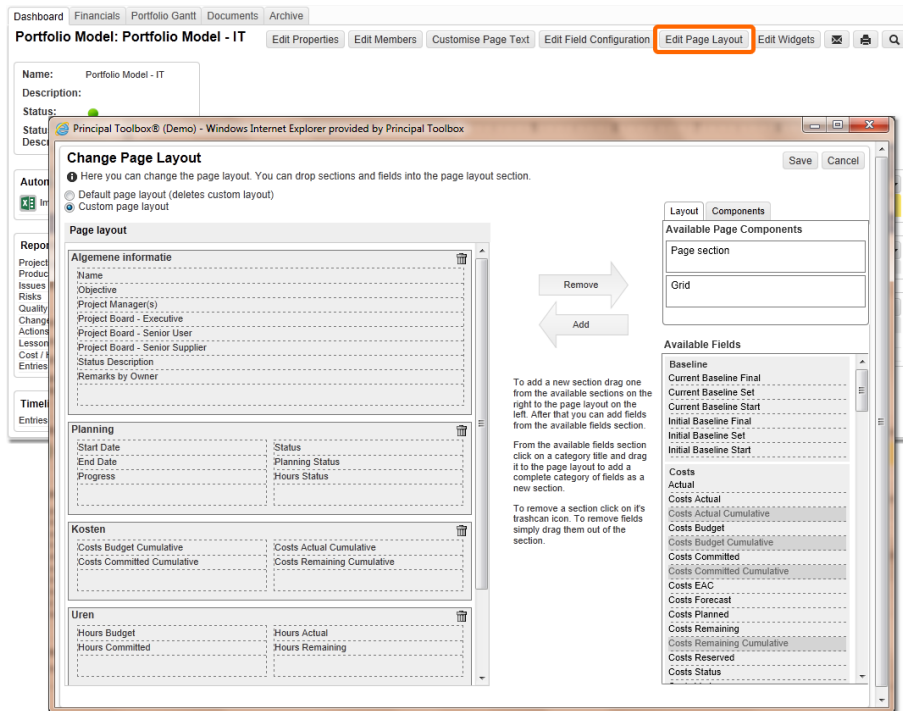 Dashboard Financials Portfolio Gantt Documents Archive
Portfolio Model: Portfolio Model - IT Edit Properties Edit Members Customise Page Text Edit Field Configuration Edit Page Layout Edit Widgets
Name: Portfolio Model - IT
Description:
Status:
Principal Toolbox® (Demo) - Windows Internet Explorer provided by Principal Toolbox
Change Page Layout
Save Cancel
Here you can change the page layout. You can drop sections and fields into the page layout section.
Default page layout (deletes custom layout)
Custom page layout
Page layout
Algemene informatie
Name
Objective
Project Manager(s)
Project Board - Executive
Project Board - Senior User
Project Board - Senior Supplier
Status Description
Remarks by Owner
Planning
Start Date Status
End Date Planning Status
Progress Hours Status
Kosten
Costs Budget Cumulative Costs Actual Cumulative
Costs Committed Cumulative Costs Remaining Cumulative
Uren
Hours Budget Hours Actual
Hours Committed Hours Remaining
Remove
Add
To add a new section drag one
from the available sections on the
right to the page layout on the
left. After that you can add fields
from the available fields section.
From the available fields section
click on a category title and drag
it to the page layout to add a
complete category of fields as a
new section.
To remove a section click on it's
trashcan icon. To remove fields
simply drag them out of the
section.
Layout Components
Available Page Components
Page section
Grid
Available Fields
Baseline
Current Baseline Final
Current Baseline Set
Current Baseline Start
Initial Baseline Final
Initial Baseline Set
Initial Baseline Start
Costs
Actual
Costs Actual
Costs Actual Cumulative
Costs Budget
Costs Budget Cumulative
Costs Committed
Costs Committed Cumulative
Costs EAC
Costs Forecast
Costs Planned
Costs Remaining
Costs Remaining Cumulative
Costs Reserved
Costs Status
Issues
Risks
Quality
Actions
Cost /
Entries
Entries